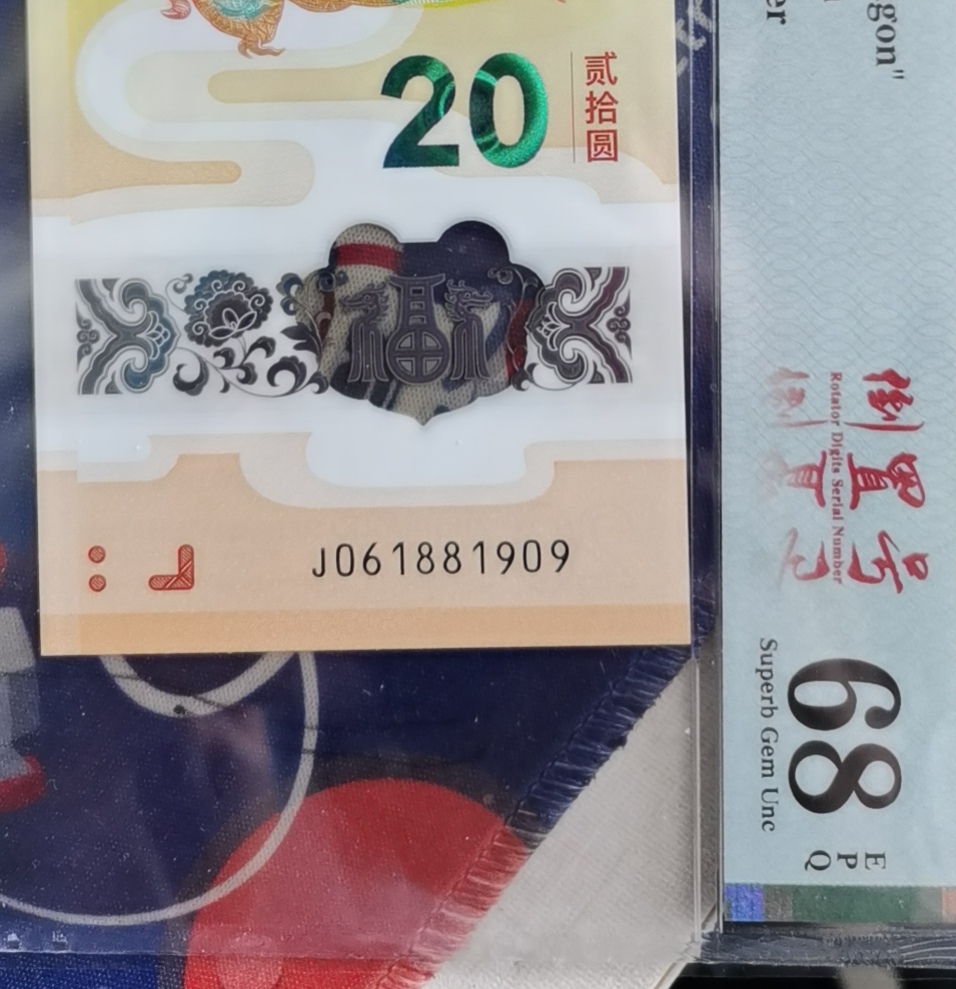 20
贰拾圆
福
J061881909
gon"
er
倒置号
Rotator Digits Serial Number
68
EPQ
Superb Gem Unc